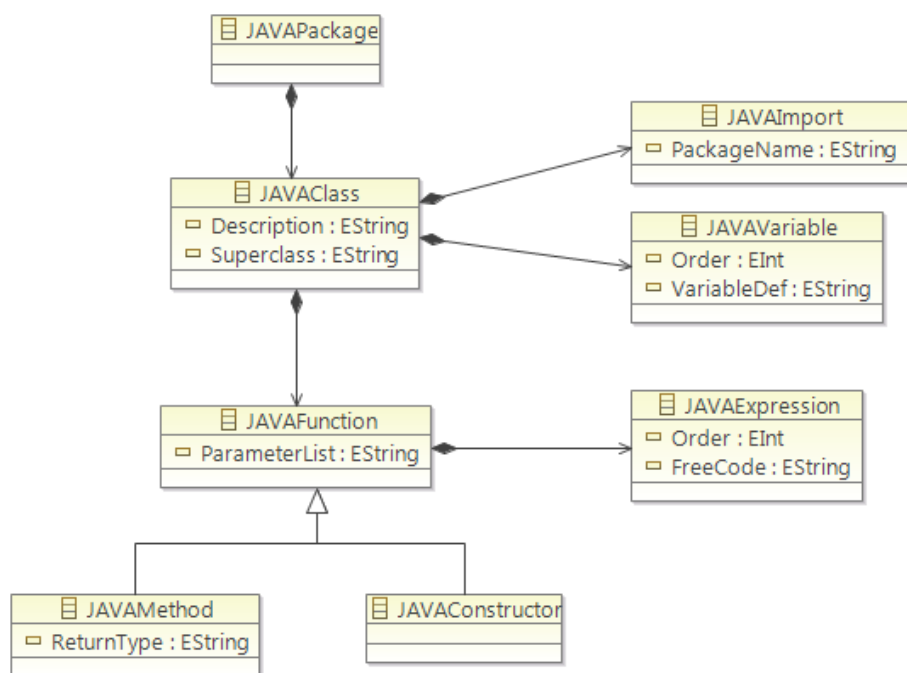 JAVAPackage
JAVAImport
PackageName : EString
JAVAClass
Description : EString
Superclass : EString
JAVAVariable
Order : EInt
VariableDef : EString
JAVAFunction
ParameterList : EString
JAVAExpression
Order : EInt
FreeCode : EString
JAVAMethod
ReturnType : EString
JAVAConstructor